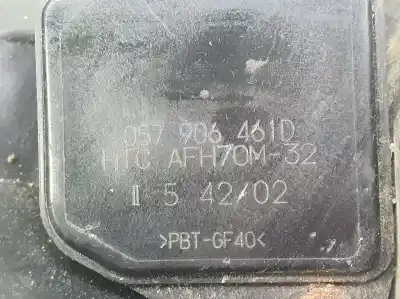 057 906 461D
HTC AFH70M-32
II 5 42/02
>PBT-GF40<